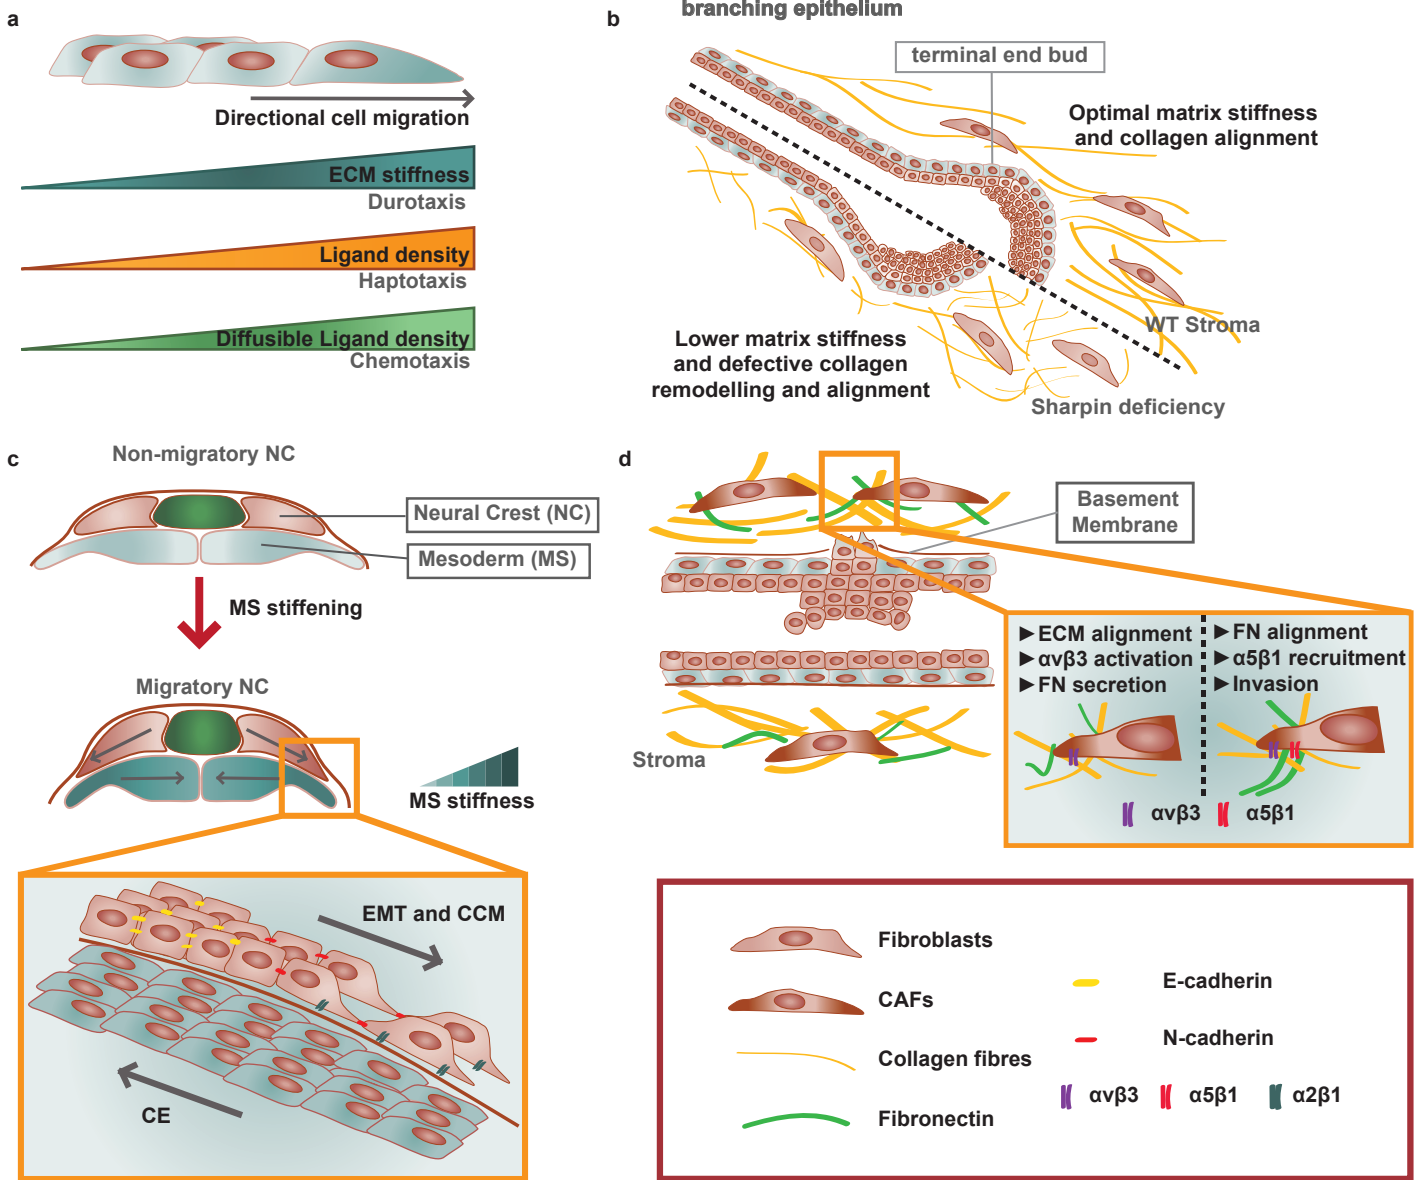 a
Directional cell migration
ECM stiffness
Durotaxis
Ligand density
Haptotaxis
Diffusible Ligand density
Chemotaxis
b
branching epithelium
terminal end bud
Optimal matrix stiffness
and collagen alignment
WT Stroma
Lower matrix stiffness
and defective collagen
remodelling and alignment
Sharpin deficiency
c
Non-migratory NC
Neural Crest (NC)
Mesoderm (MS)
MS stiffening
Migratory NC
MS stiffness
EMT and CCM
CE
d
Basement
Membrane
►ECM alignment
►αvβ3 activation
►FN secretion
►FN alignment
►α5β1 recruitment
►Invasion
αvβ3
α5β1
Stroma
Fibroblasts
CAFs
Collagen fibres
Fibronectin
E-cadherin
N-cadherin
αvβ3
α5β1
α2β1